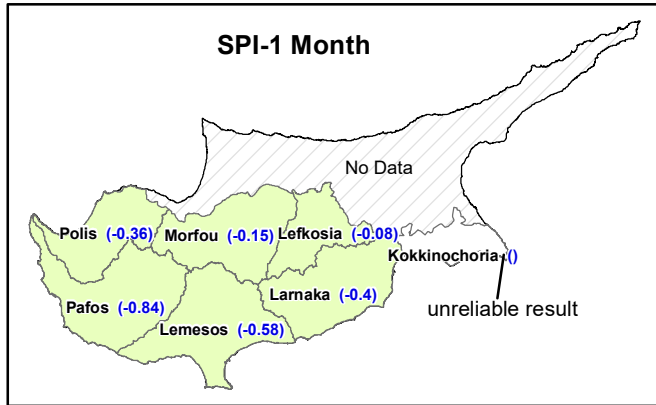 SPI-1 Month
No Data
Polis (-0.36)
Morfou (-0.15)
Lefkosia (-0.08)
Kokkinochoria ()
Pafos (-0.84)
Larnaka (-0.4)
unreliable result
Lemesos (-0.58)